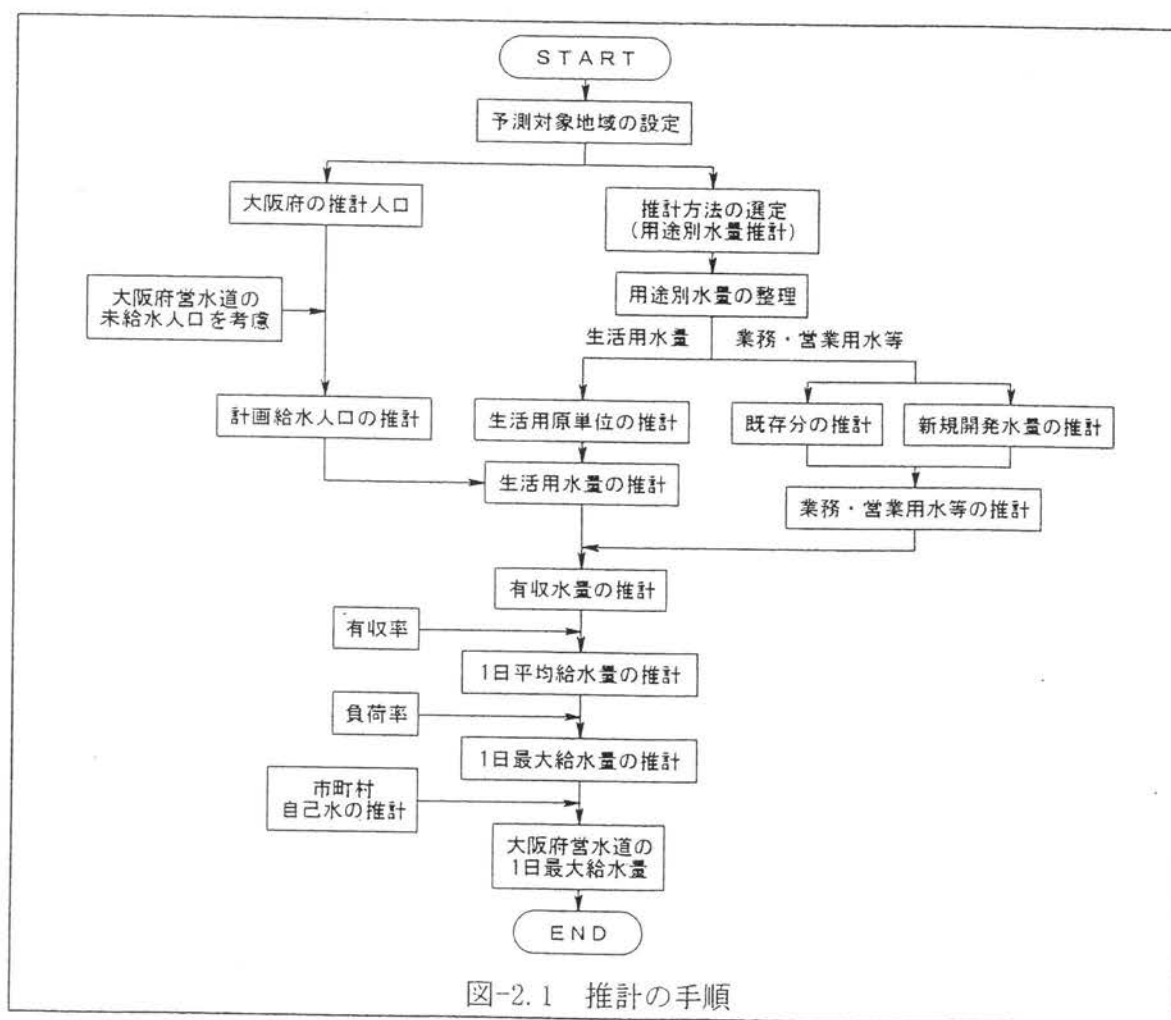 START
予測対象地域の設定
大阪府の推計人口
推計方法の選定
(用途別水量推計)
大阪府営水道の
未給水人口を考慮
用途別水量の整理
生活用水量
業務・営業用水等
計画給水人口の推計
生活用原単位の推計
既存分の推計
新規開発水量の推計
生活用水量の推計
業務・営業用水等の推計
有収水量の推計
有収率
1日平均給水量の推計
負荷率
1日最大給水量の推計
市町村
自己水の推計
大阪府営水道の
1日最大給水量
END
図-2.1 推計の手順